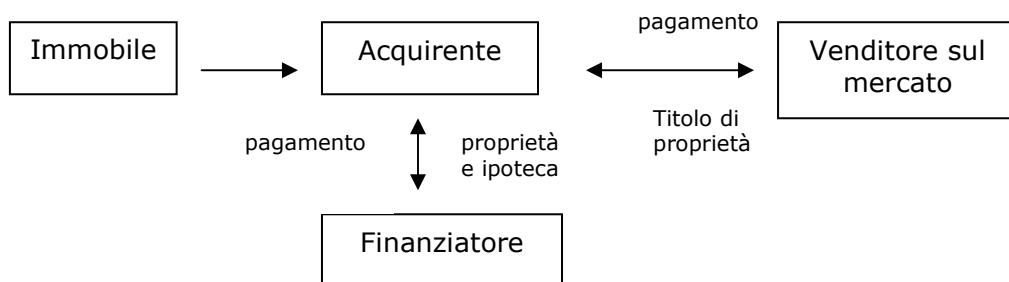 pagamento
Immobile
Acquirente
Venditore sul
mercato
Titolo di
proprietà
pagamento
proprietà
e ipoteca
Finanziatore